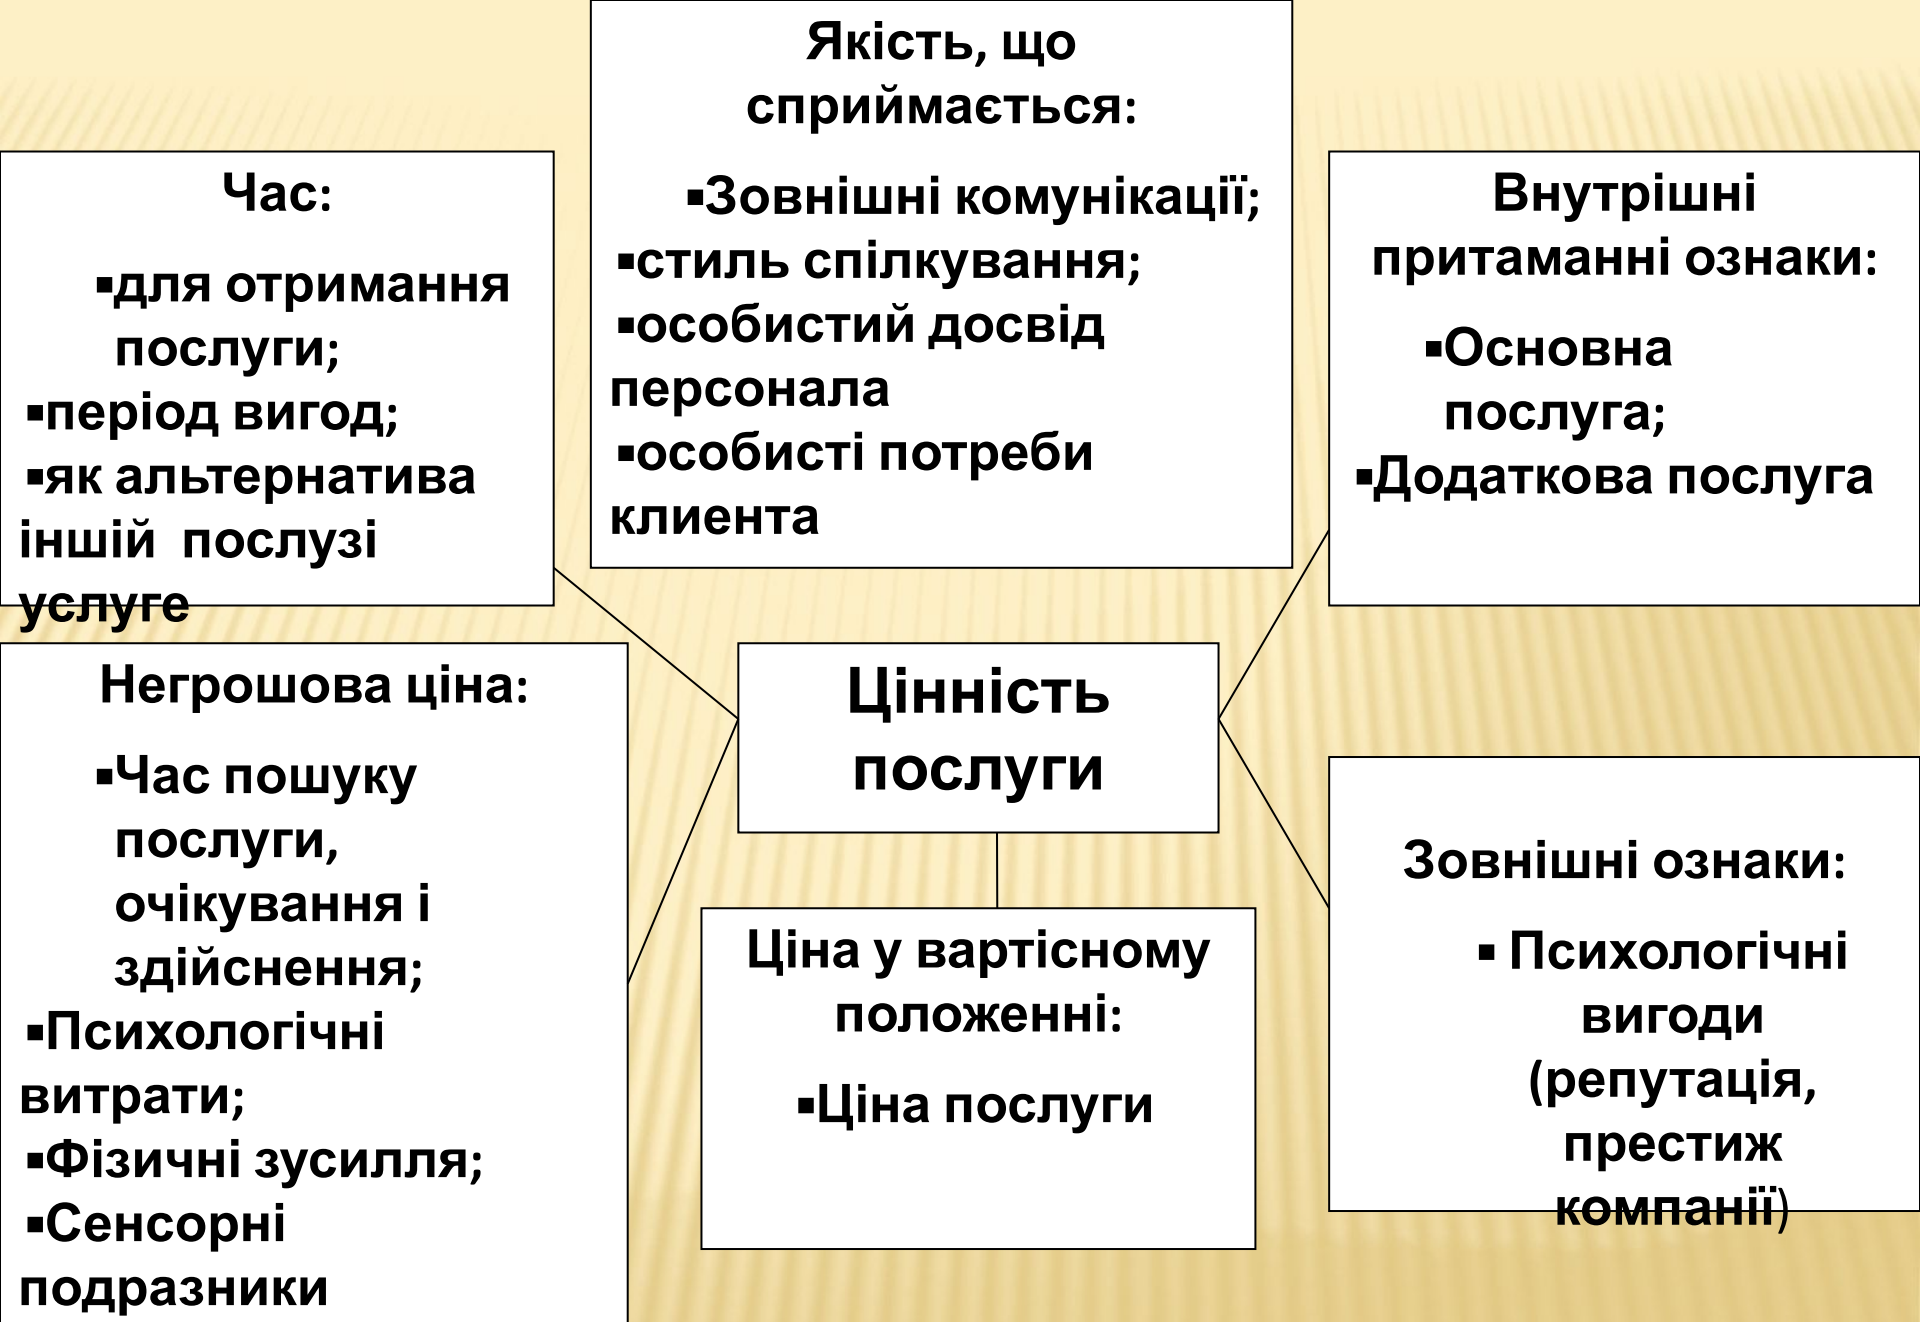 Якість, що
сприймається:
▪Зовнішні комунікації;
▪стиль спілкування;
▪особистий досвід
персонала
▪особисті потреби
клиента
Час:
▪для отримання
послуги;
▪період вигод;
▪як альтернатива
іншій  послузі
услуге
Внутрішні
притаманні ознаки:
▪Основна
послуга;
▪Додаткова послуга
Негрошова ціна:
▪Час пошуку
послуги,
очікування і
здійснення;
▪Психологічні
витрати;
▪Фізичні зусилля;
▪Сенсорні
подразники
Цінність
послуги
Ціна у вартісному
положенні:
▪Ціна послуги
Зовнішні ознаки:
▪ Психологічні
вигоди
(репутація,
престиж
компанії)